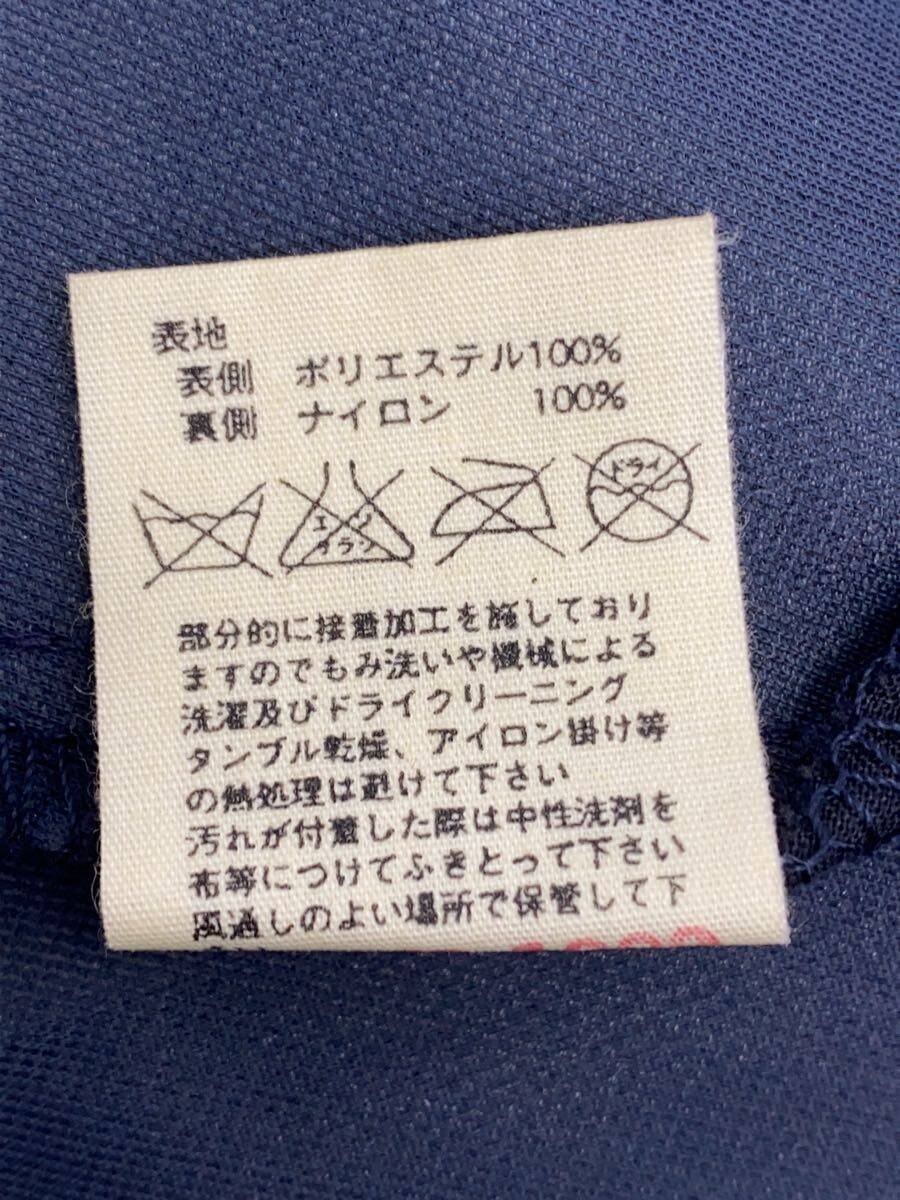 表地
表側 ポリエステル100%
裏側 ナイロン 100%
エンソ
サラシ
ドライ
部分的に接着加工を施しており
ますのでもみ洗いや機械による
洗濯及びドライクリーニング
タンブル乾燥、アイロン掛け等
の熱処理は避けて下さい
汚れが付着した際は中性洗剤を
布等につけてふきとって下さい
風通しのよい場所で保管して下